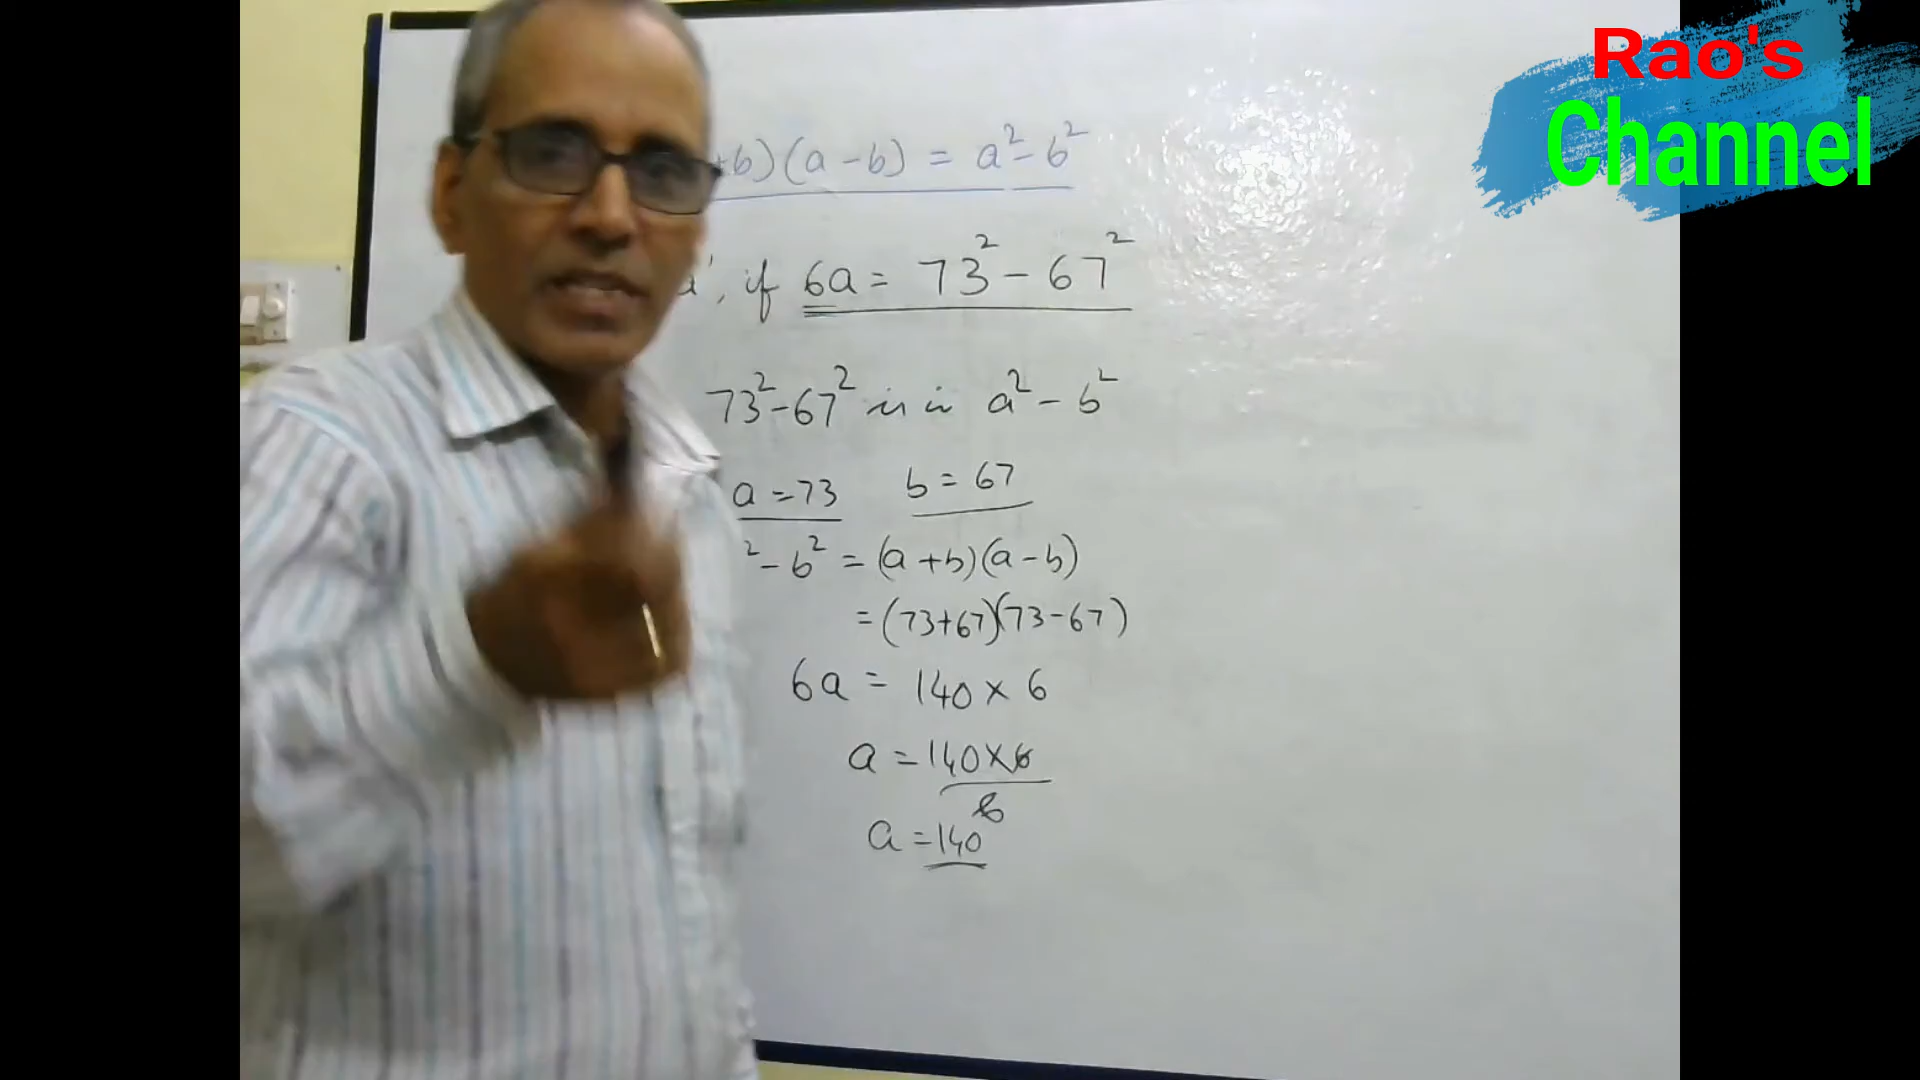 Rao's
Channel
+b)(a-b) = a²-b²
a', if 6a = 73² - 67²
73²-67² is in a² - b²
a = 73 b = 67
² - b² = (a+b)(a-b)
= (73+67)(73-67)
6a = 140 × 6
a = 140×6
6
a = 140